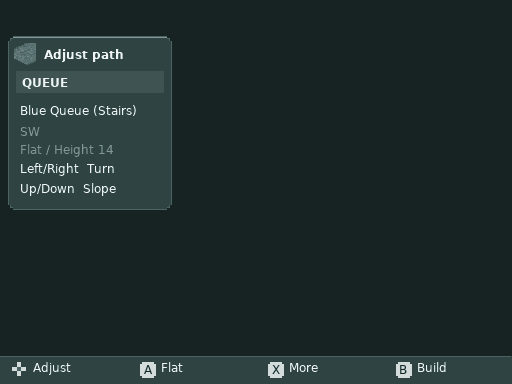 Adjust path
QUEUE
Blue Queue (Stairs)
SW
Flat / Height 14
Left/Right Turn
Up/Down Slope
Adjust A Flat X More B Build